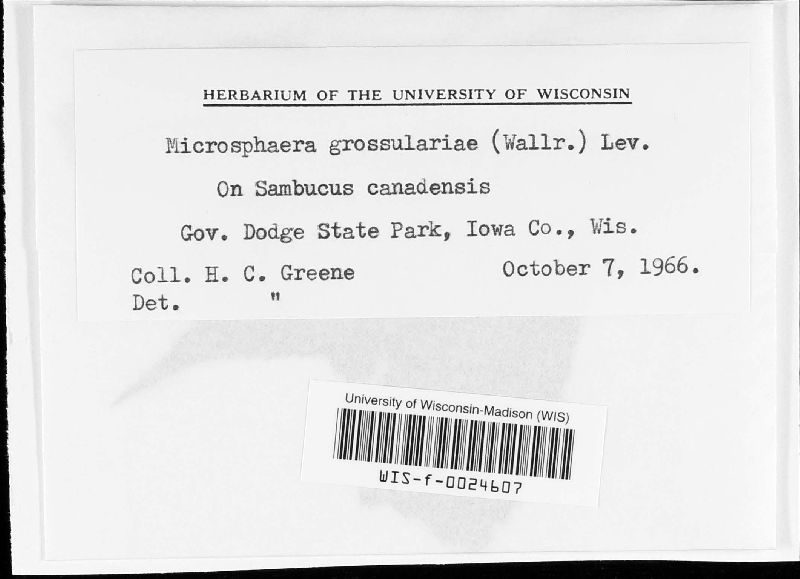 HERBARIUM OF THE UNIVERSITY OF WISCONSIN
Microsphaera grossulariae (Wallr.) Lev.
On Sambucus canadensis
Gov. Dodge State Park, Iowa Co., Wis.
Coll. H. C. Greene October 7, 1966.
Det. "
University of Wisconsin-Madison (WIS)
WIS-f-0024607